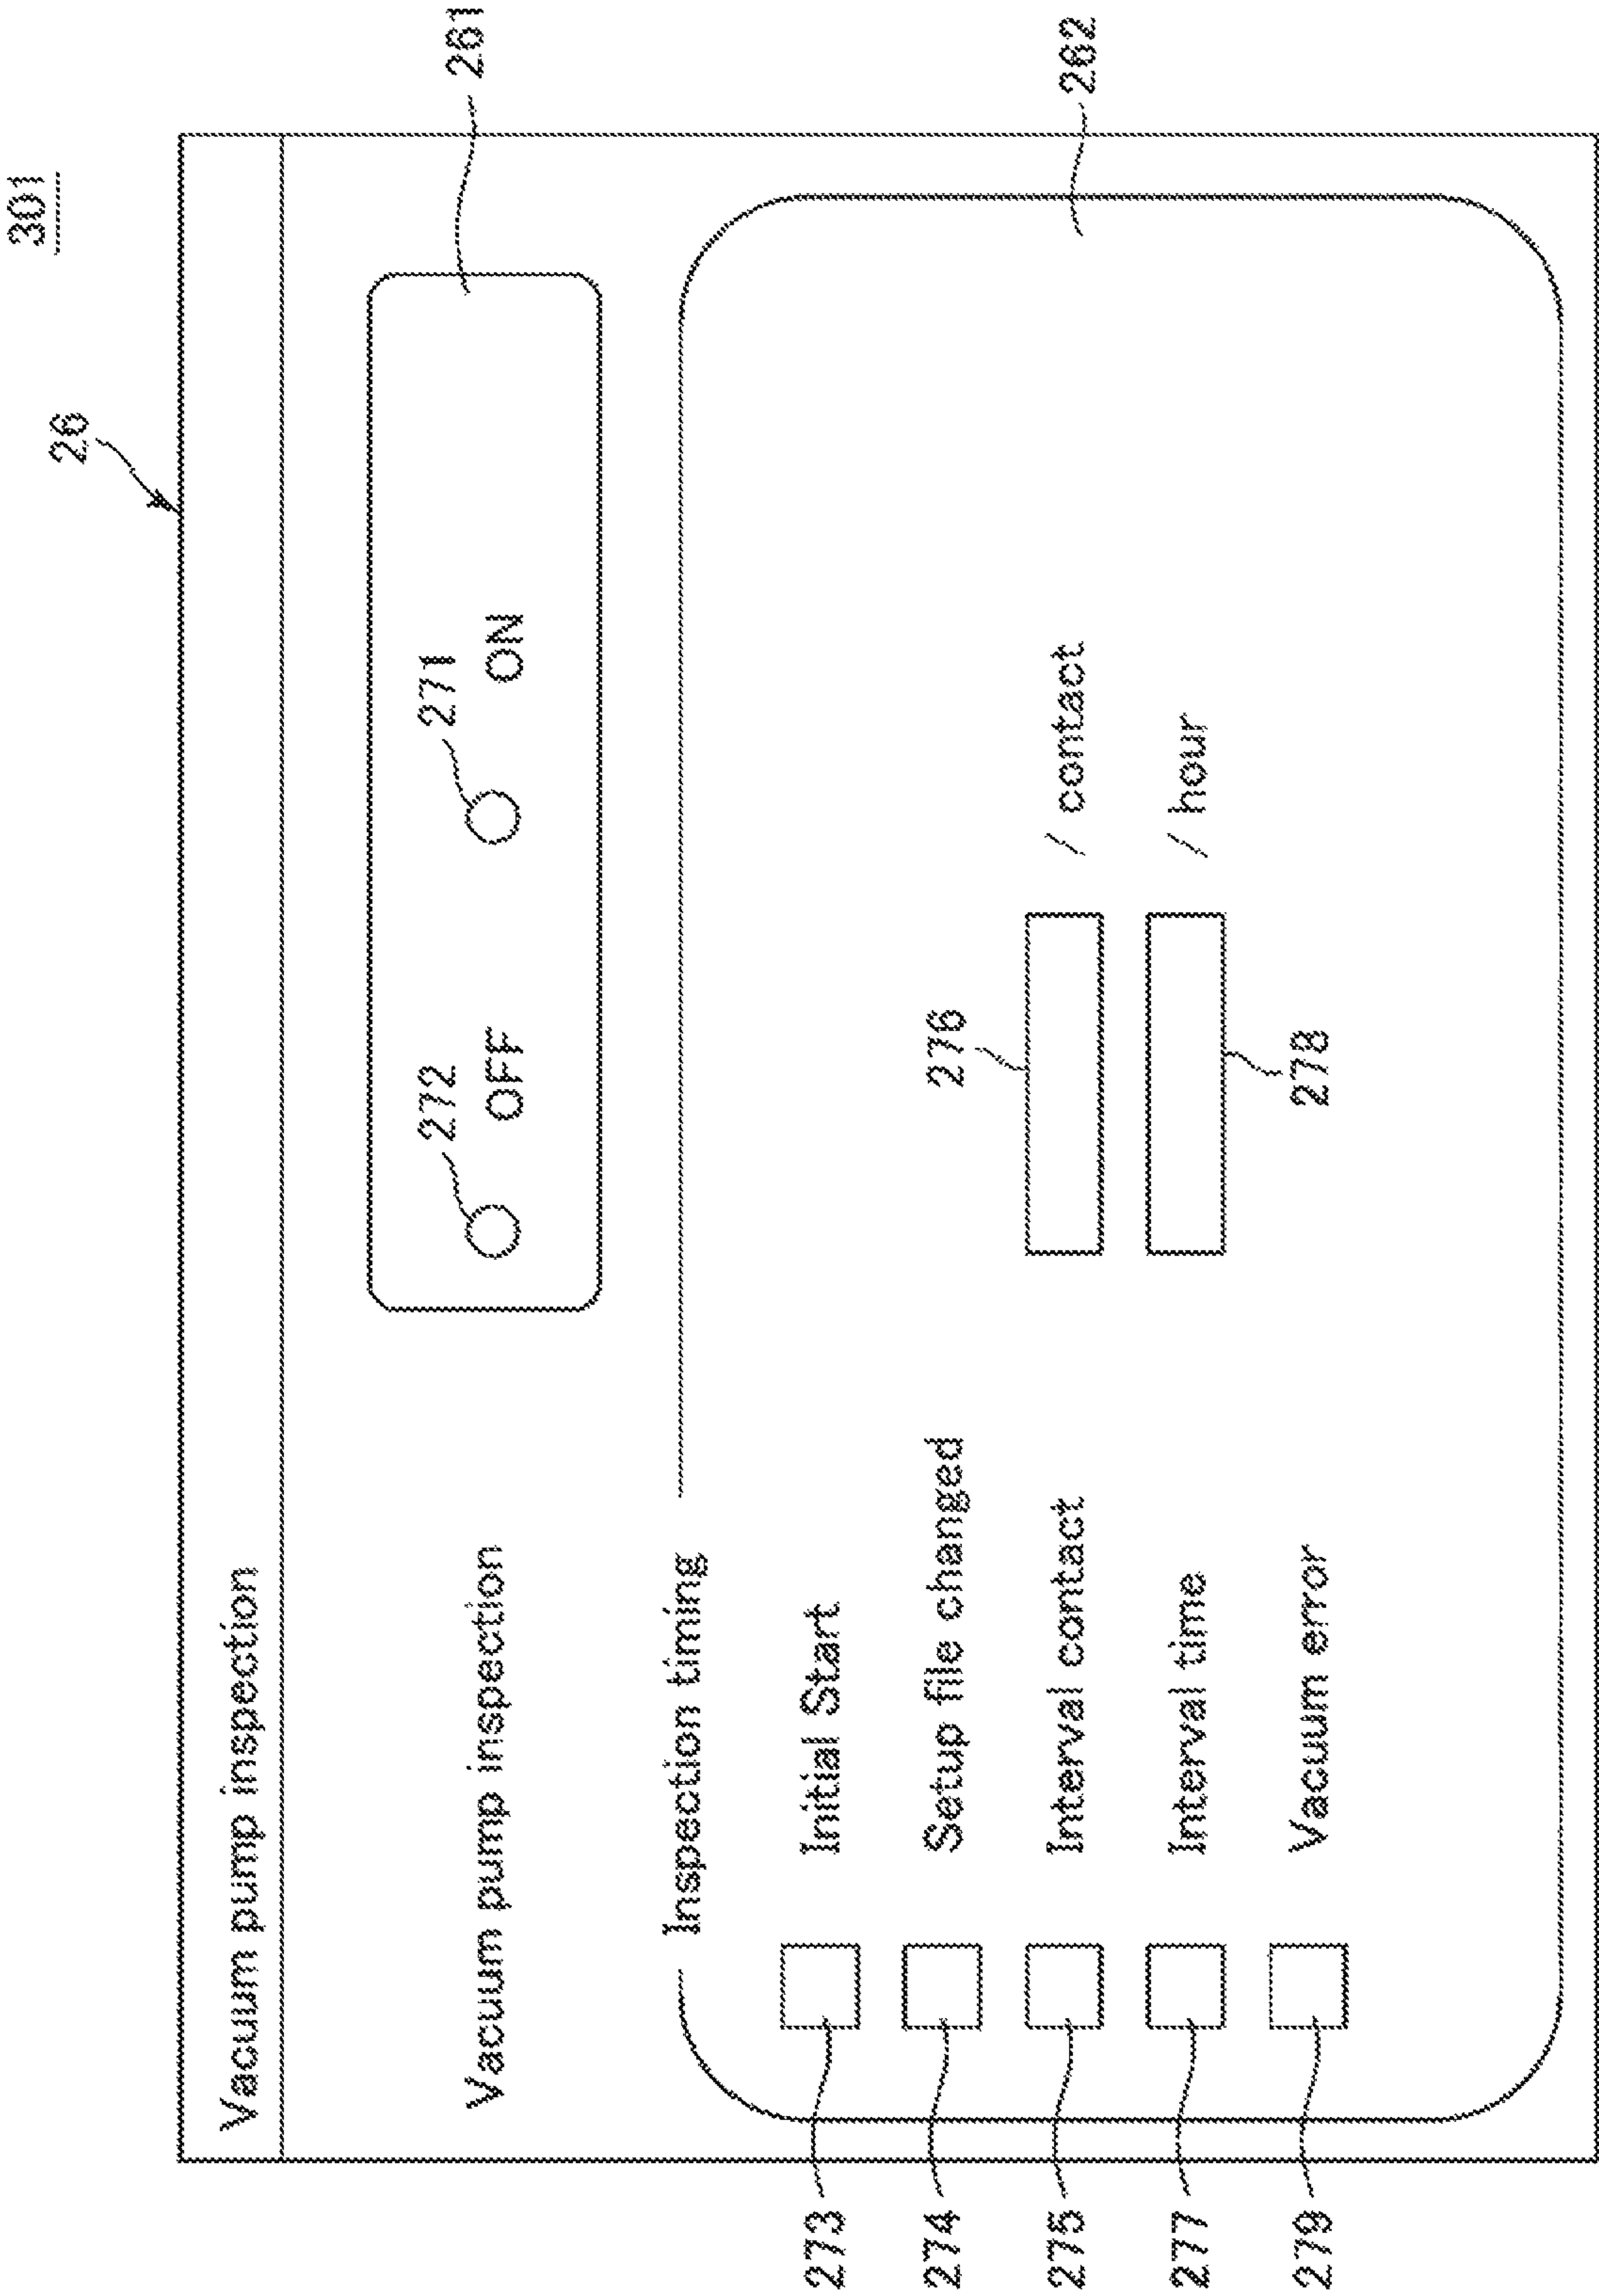 301
26
Vacuum pump inspection
261
272
271
Vacuum pump inspection
OFF
ON
Inspection timing
262
273
Initial Start
274
Setup file changed
276
275
Interval contact
/ contact
277
Interval time
/ hour
279
Vacuum error
278